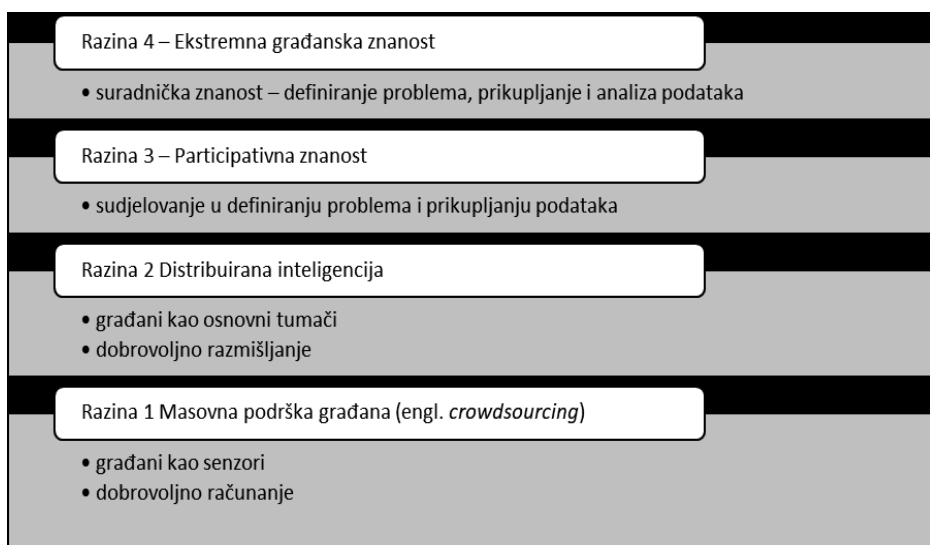 Razina 4 – Ekstremna građanska znanost
• suradnička znanost – definiranje problema, prikupljanje i analiza podataka
Razina 3 – Participativna znanost
• sudjelovanje u definiranju problema i prikupljanju podataka
Razina 2 Distribuirana inteligencija
• građani kao osnovni tumači
• dobrovoljno razmišljanje
Razina 1 Masovna podrška građana (engl. crowdsourcing)
• građani kao senzori
• dobrovoljno računanje